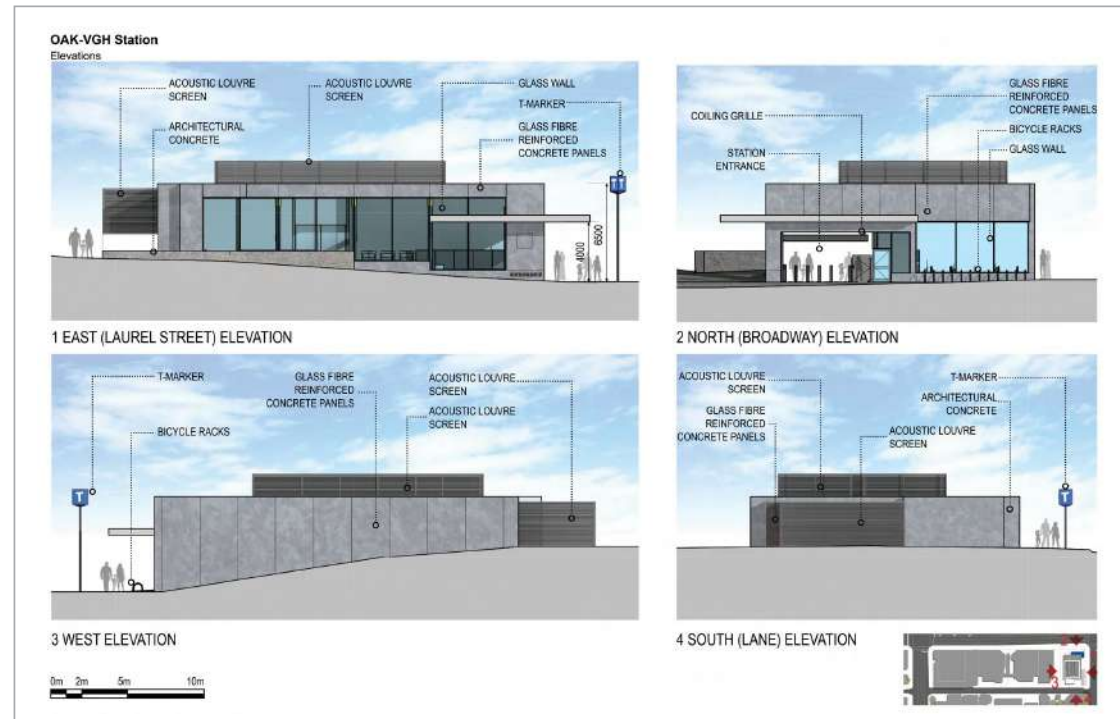 OAK-VGH Station
Elevations
ACOUSTIC LOUVRE
SCREEN
ACOUSTIC LOUVRE
SCREEN
GLASS WALL
T-MARKER
ARCHITECTURAL
CONCRETE
GLASS FIBRE
REINFORCED
CONCRETE PANELS
TT
4000
6500
1 EAST (LAUREL STREET) ELEVATION
GLASS FIBRE
REINFORCED
CONCRETE PANELS
COILING GRILLE
BICYCLE RACKS
STATION
ENTRANCE
GLASS WALL
2 NORTH (BROADWAY) ELEVATION
T-MARKER
GLASS FIBRE
REINFORCED
CONCRETE PANELS
ACOUSTIC LOUVRE
SCREEN
ACOUSTIC LOUVRE
SCREEN
BICYCLE RACKS
T
3 WEST ELEVATION
ACOUSTIC LOUVRE
SCREEN
T-MARKER
ARCHITECTURAL
CONCRETE
GLASS FIBRE
REINFORCED
CONCRETE PANELS
ACOUSTIC LOUVRE
SCREEN
T
4 SOUTH (LANE) ELEVATION
0m 2m 5m 10m
3